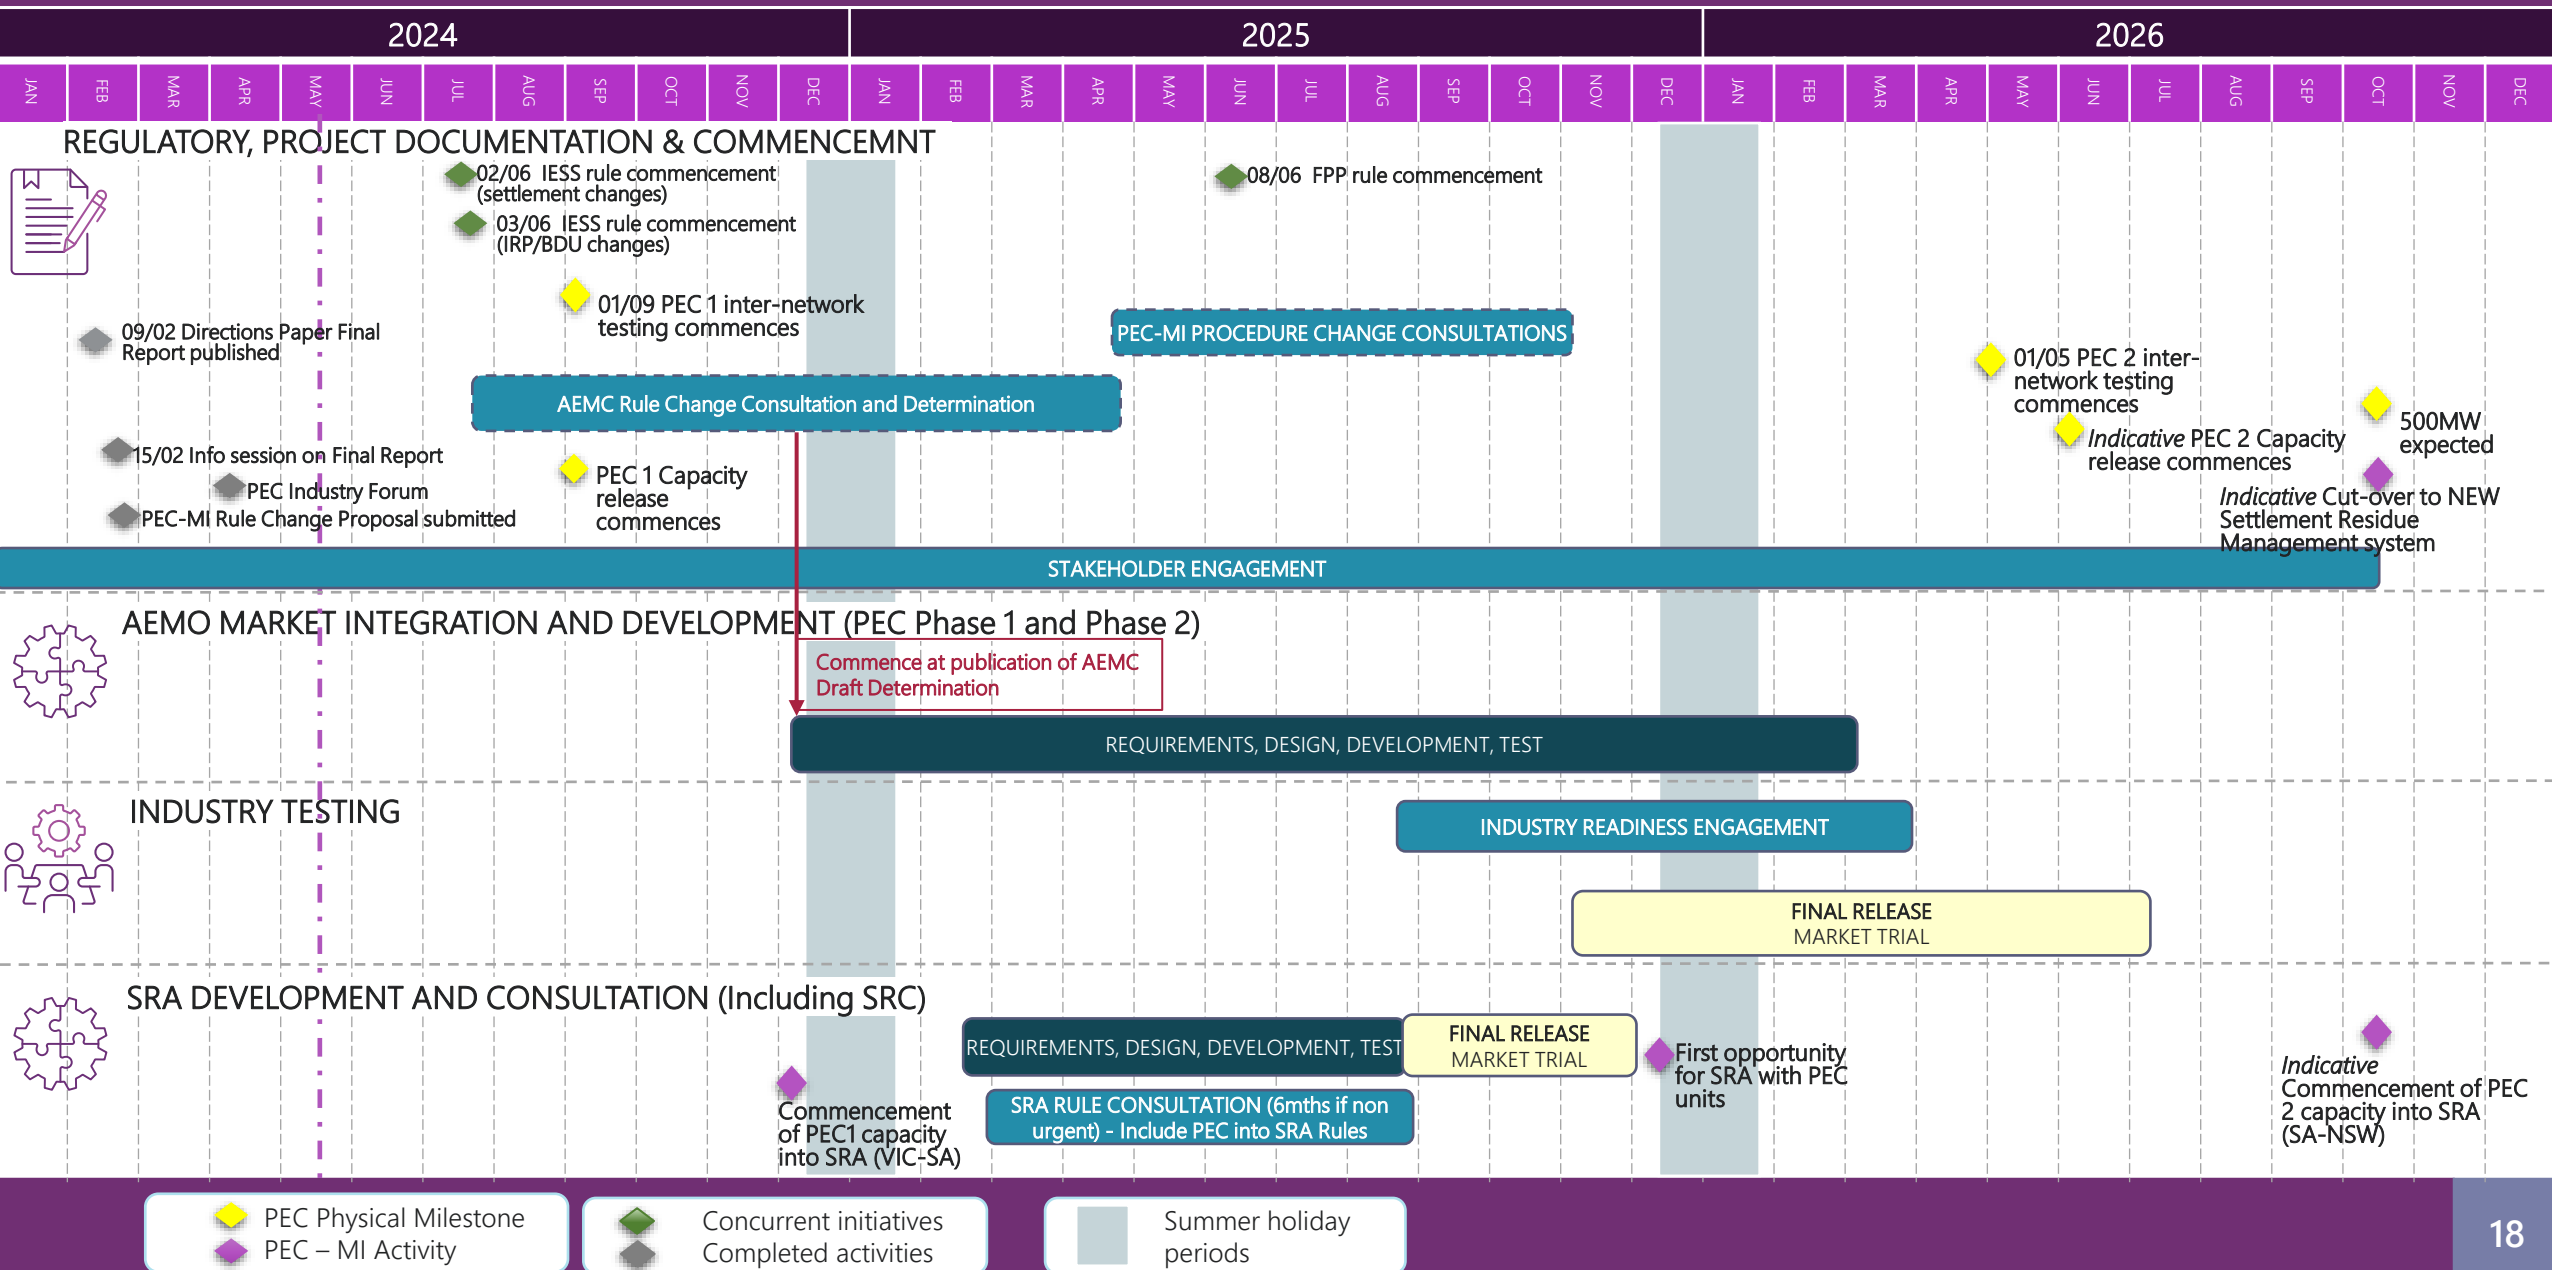 2024
2025
2026
JAN FEB MAR APR MAY JUN JUL AUG SEP OCT NOV DEC JAN FEB MAR APR MAY JUN JUL AUG SEP OCT NOV DEC JAN FEB MAR APR MAY JUN JUL AUG SEP OCT NOV DEC
REGULATORY, PROJECT DOCUMENTATION & COMMENCEMNT
02/06 IESS rule commencement
(settlement changes)
08/06 FPP rule commencement
03/06 IESS rule commencement
(IRP/BDU changes)
01/09 PEC 1 inter-network
testing commences
09/02 Directions Paper Final
Report published
PEC-MI PROCEDURE CHANGE CONSULTATIONS
01/05 PEC 2 inter-
network testing
commences
AEMC Rule Change Consultation and Determination
500MW
expected
Indicative PEC 2 Capacity
release commences
15/02 Info session on Final Report
PEC 1 Capacity
release
commences
PEC Industry Forum
PEC-MI Rule Change Proposal submitted
Indicative Cut-over to NEW
Settlement Residue
Management system
STAKEHOLDER ENGAGEMENT
AEMO MARKET INTEGRATION AND DEVELOPMENT (PEC Phase 1 and Phase 2)
Commence at publication of AEMC
Draft Determination
REQUIREMENTS, DESIGN, DEVELOPMENT, TEST
INDUSTRY TESTING
INDUSTRY READINESS ENGAGEMENT
FINAL RELEASE
MARKET TRIAL
SRA DEVELOPMENT AND CONSULTATION (Including SRC)
REQUIREMENTS, DESIGN, DEVELOPMENT, TEST
FINAL RELEASE
MARKET TRIAL
First opportunity
for SRA with PEC
units
Indicative
Commencement of PEC
2 capacity into SRA
(SA-NSW)
Commencement
of PEC1 capacity
into SRA (VIC-SA)
SRA RULE CONSULTATION (6mths if non
urgent) - Include PEC into SRA Rules
PEC Physical Milestone
PEC – MI Activity
Concurrent initiatives
Completed activities
Summer holiday
periods
18